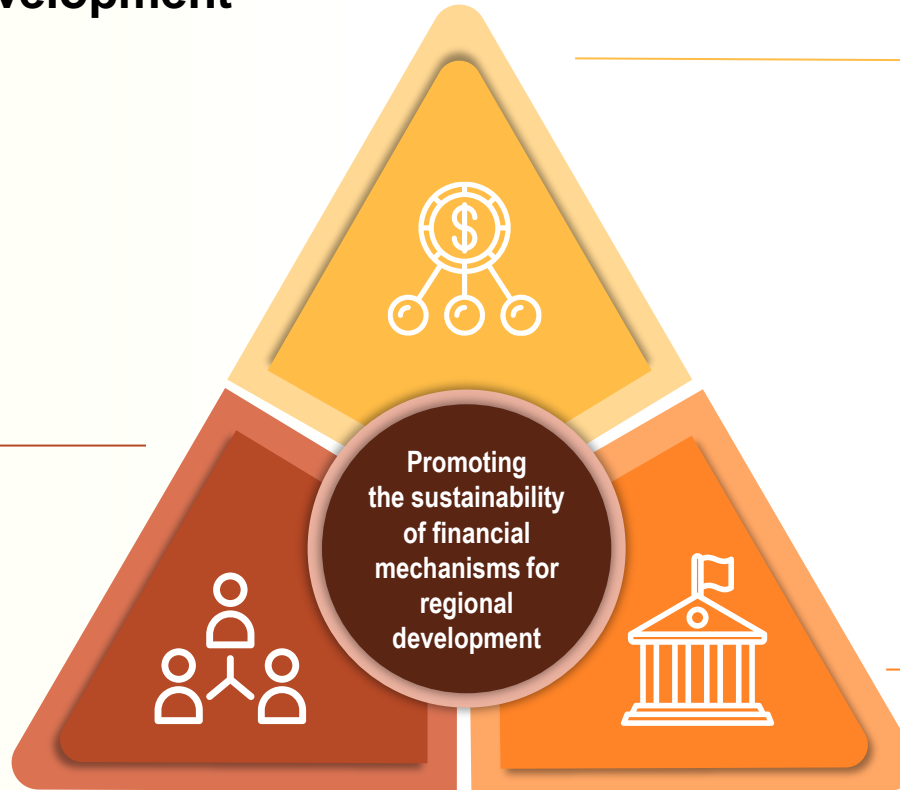 velopment
Promoting
the sustainability
of financial
mechanisms for
regional
development